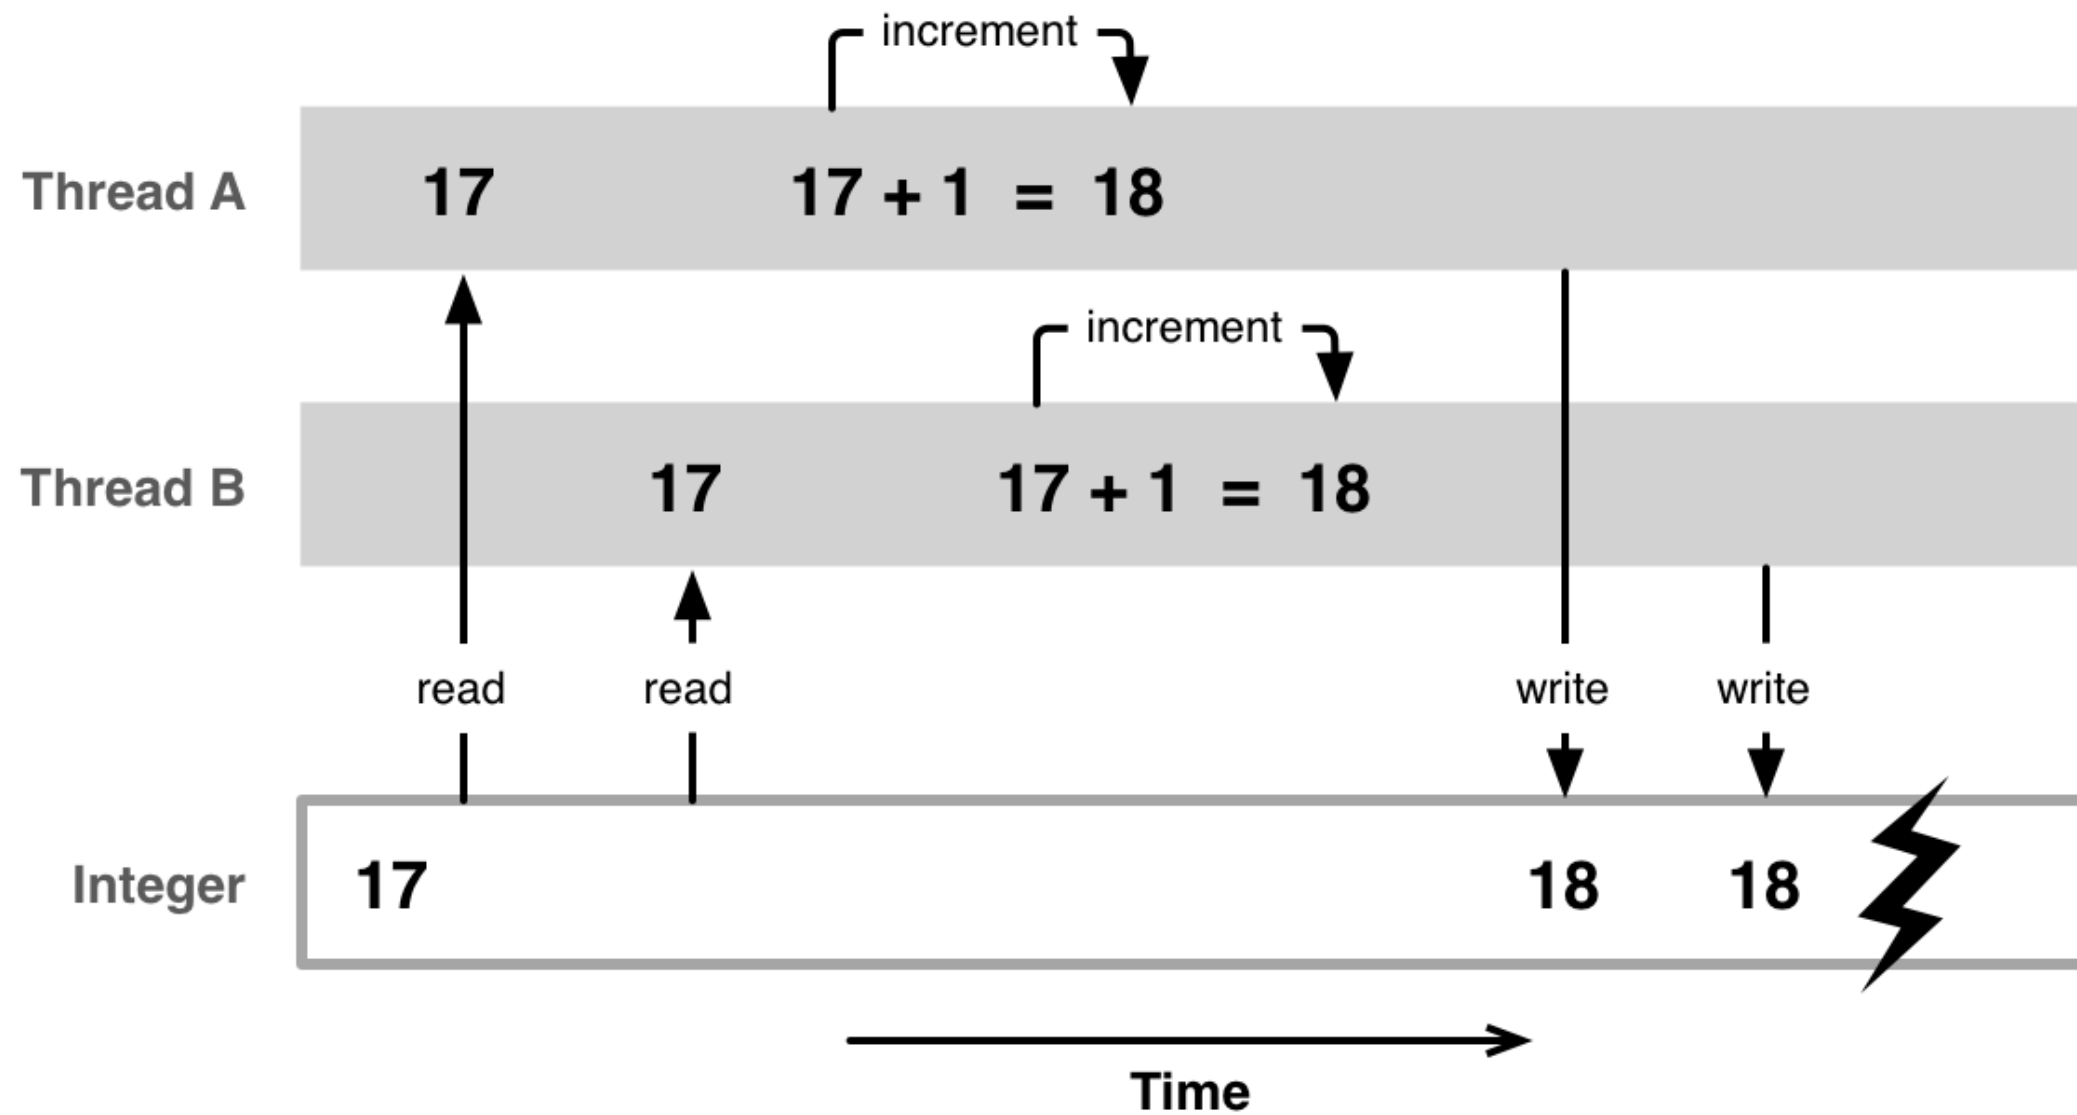 increment
Thread A 17 17 + 1 = 18
increment
Thread B 17 17 + 1 = 18
read read write write
Integer 17 18 18
Time